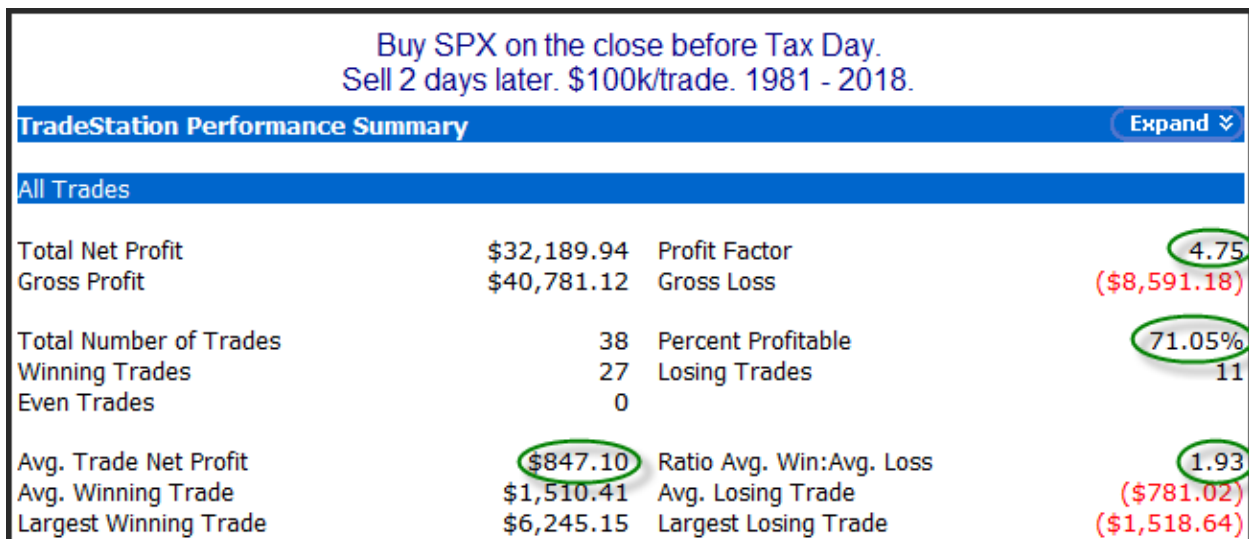 Buy SPX on the close before Tax Day.
Sell 2 days later. $100k/trade. 1981 - 2018.
TradeStation Performance Summary Expand
All Trades
Total Net Profit $32,189.94 Profit Factor 4.75
Gross Profit $40,781.12 Gross Loss ($8,591.18)
Total Number of Trades 38 Percent Profitable 71.05%
Winning Trades 27 Losing Trades 11
Even Trades 0
Avg. Trade Net Profit $847.10 Ratio Avg. Win:Avg. Loss 1.93
Avg. Winning Trade $1,510.41 Avg. Losing Trade ($781.02)
Largest Winning Trade $6,245.15 Largest Losing Trade ($1,518.64)